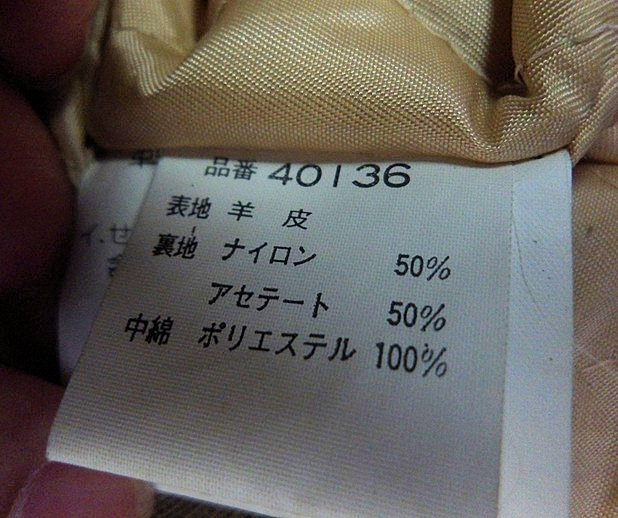 品番 40136
表地 羊 皮
裏地 ナイロン 50%
アセテート 50%
中綿 ポリエステル 100%